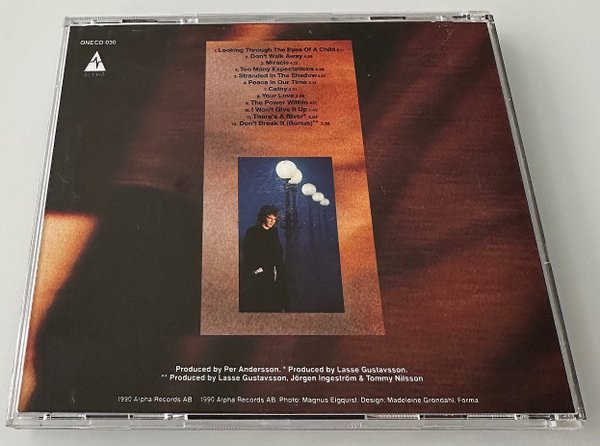 ONECD 030
ALPHA
1. Looking Through The Eyes Of A Child
2. Don't Walk Away
3. Miracle
4. Too Many Expectations
5. Stranded In The Shadow
6. Peace In Our Time
7. Cathy
8. Your Love
9. The Power Within
10. I Won't Give It Up
11. There's A River*
12. Don't Break It (Bonus)**
Produced by Per Andersson. * Produced by Lasse Gustavsson.
** Produced by Lasse Gustavsson, Jörgen Ingeström & Tommy Nilsson
1990 Alpha Records AB 1990 Alpha Records AB. Photo: Magnus Elgquist. Design: Madeleine Grondahl, Forma